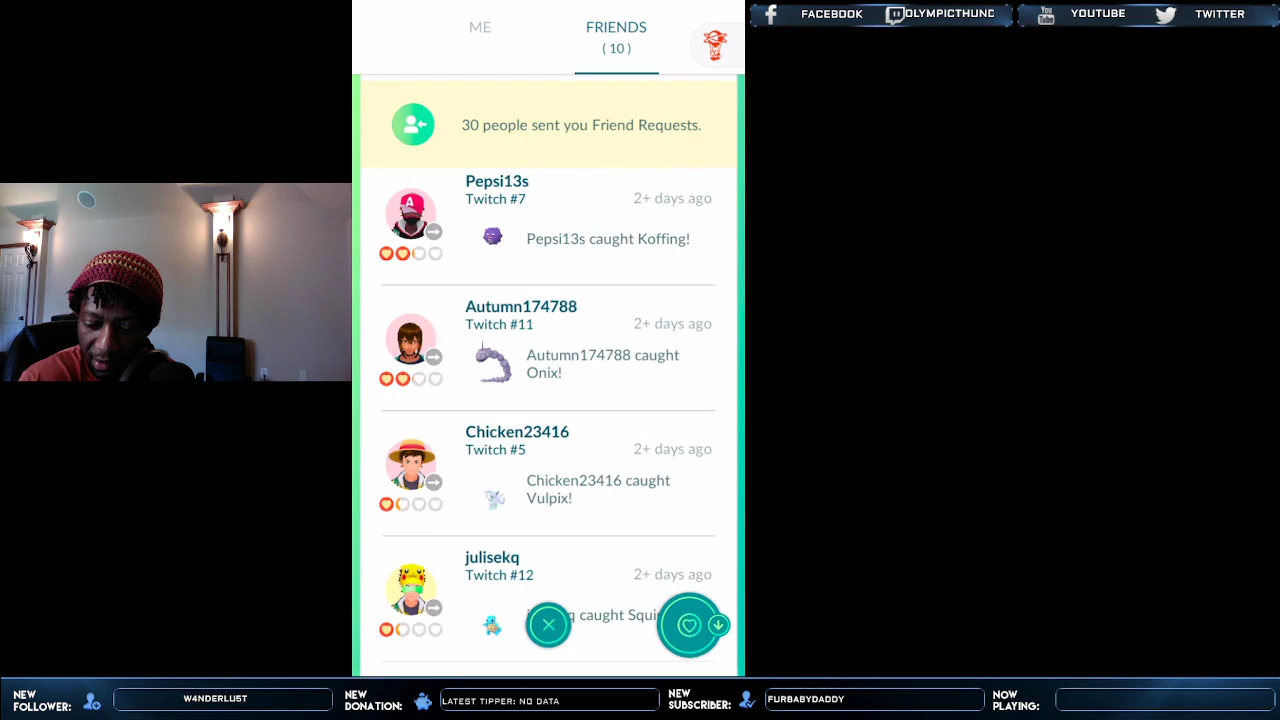 ME
FRIENDS
( 10 )
FACEBOOK
OLYMPICTHUNC
YOUTUBE
TWITTER
30 people sent you Friend Requests.
Pepsi13s
Twitch #7
2+ days ago
Pepsi13s caught Koffing!
Autumn174788
Twitch #11
2+ days ago
Autumn174788 caught
Onix!
Chicken23416
Twitch #5
2+ days ago
Chicken23416 caught
Vulpix!
julisekq
Twitch #12
2+ days ago
q caught Squi
NEW
FOLLOWER:
W4NDERLU5T
NEW
DONATION:
LATEST TIPPER: NO DATA
NEW
SUBSCRIBER:
FURBABYDADDY
NOW
PLAYING: